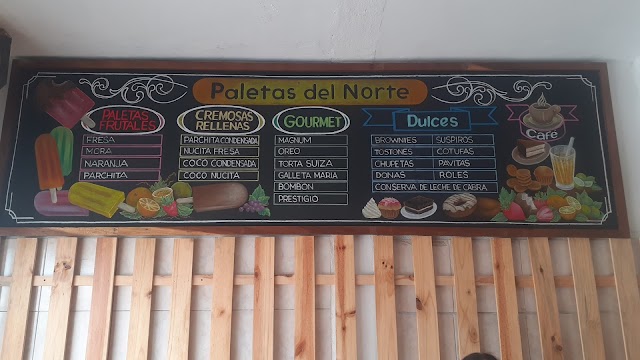 Paletas del Norte
PALETAS
FRUTALES
FRESA
MORA
NARANJA
PARCHITA
CREMOSAS
RELLENAS
PARCHITA CONDENSADA
NUCITA FRESA
COCO CONDENSADA
COCO NUCITA
GOURMET
MAGNUM
OREO
TORTA SUIZA
GALLETA MARIA
BOMBON
PRESTIGIO
Dulces
BROWNIES SUSPIROS
TOSTONES COTUFAS
CHUPETAS PAVITAS
DONAS ROLES
CONSERVA DE LECHE DE CABRA
Café